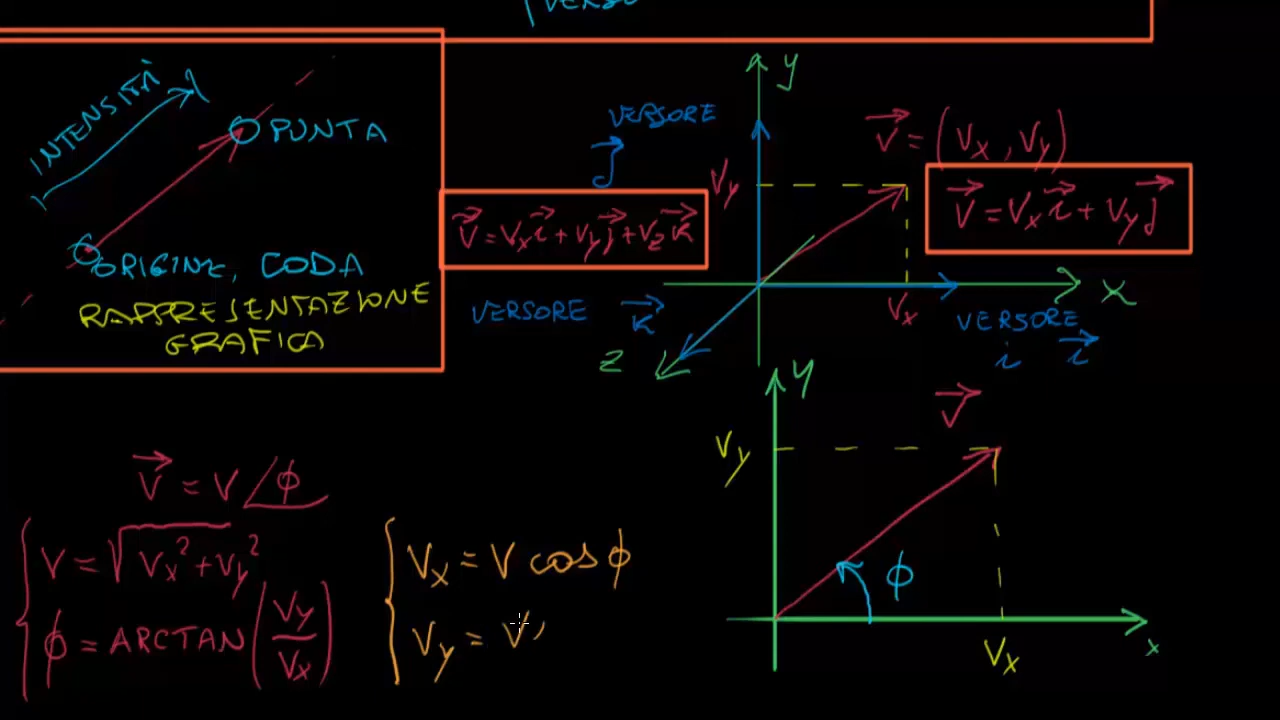 VERSO
INTENSITÀ
PUNTA
ORIGINE, CODA
RAPPRESENTAZIONE
GRAFICA
y
VERSORE
j⃗
v⃗ = (Vx, Vy)
Vy
v⃗ = Vx i⃗ + Vy j⃗
v⃗ = Vx i⃗ + Vy j⃗ + Vz k⃗
x
Vx
VERSORE k⃗
VERSORE
i i⃗
z
y
v⃗
Vy
ϕ
Vx
x
v⃗ = V∠ϕ
V = √Vx² + Vy²
ϕ = ARCTAN (Vy/Vx)
Vx = V cos ϕ
Vy = V